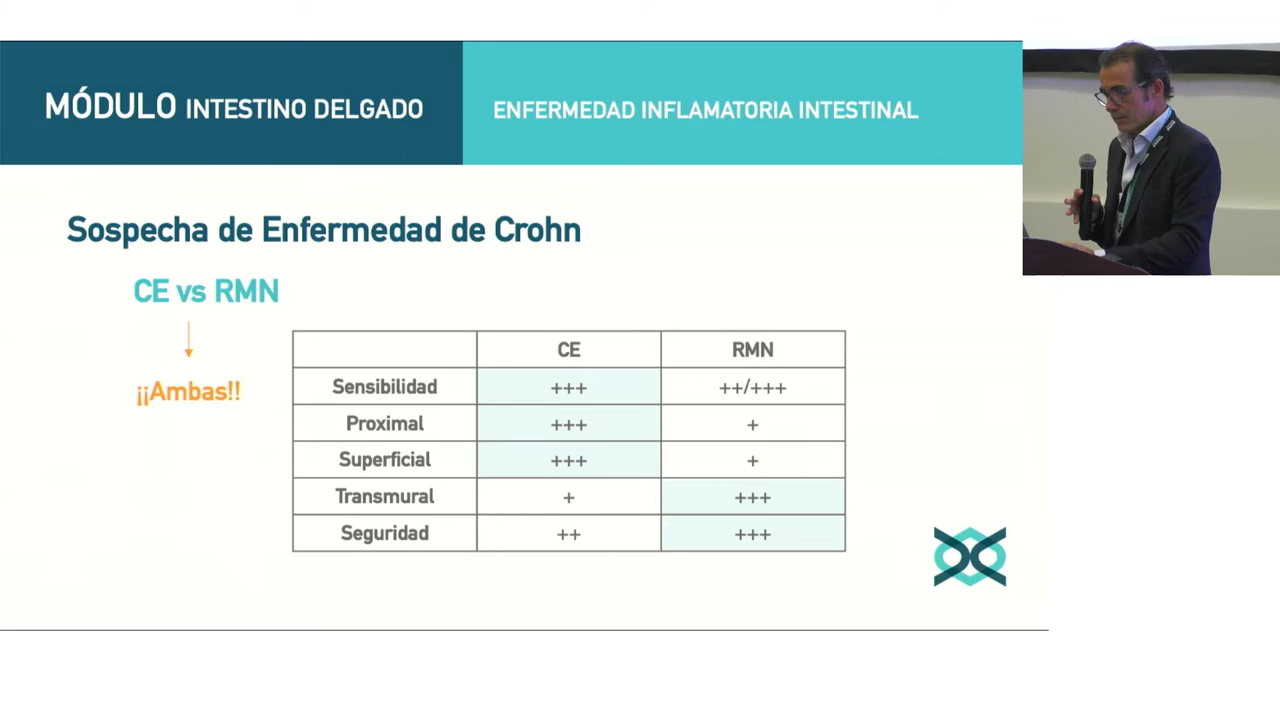 MÓDULO INTESTINO DELGADO
ENFERMEDAD INFLAMATORIA INTESTINAL
Sospecha de Enfermedad de Crohn
CE vs RMN
¡¡Ambas!!
CE RMN
Sensibilidad +++ ++/+++
Proximal +++ +
Superficial +++ +
Transmural + +++
Seguridad ++ +++